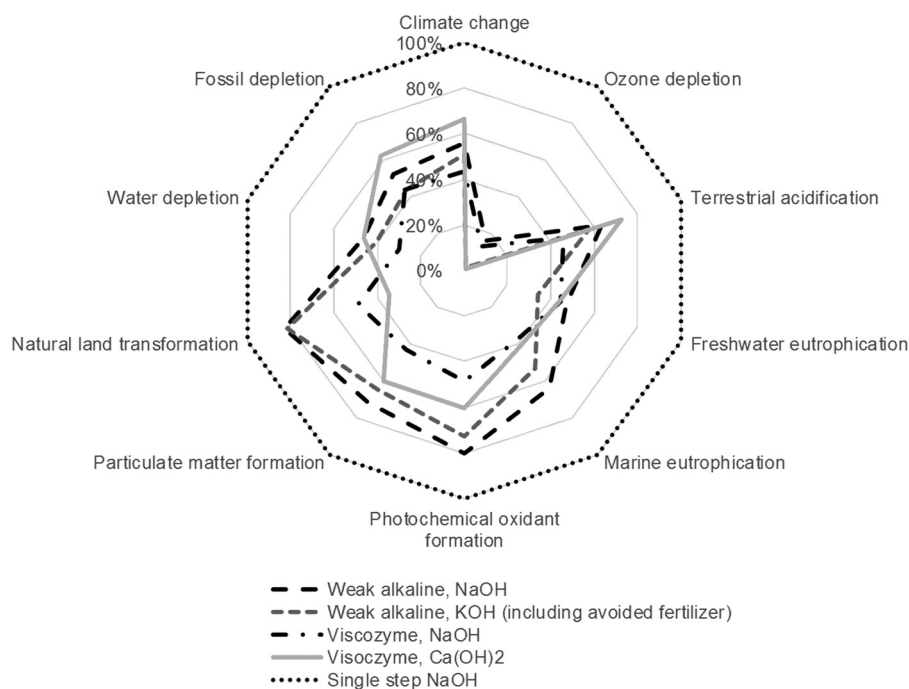 Climate change
100%
Fossil depletion
Ozone depletion
80%
60%
40%
Water depletion
Terrestrial acidification
20%
0%
Natural land transformation
Freshwater eutrophication
Particulate matter formation
Marine eutrophication
Photochemical oxidant
formation
Weak alkaline, NaOH
Weak alkaline, KOH (including avoided fertilizer)
Viscozyme, NaOH
Visoczyme, Ca(OH)2
Single step NaOH